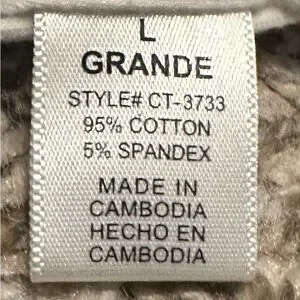 L
GRANDE
STYLE# CT-3733
95% COTTON
5% SPANDEX
MADE IN
CAMBODIA
HECHO EN
CAMBODIA